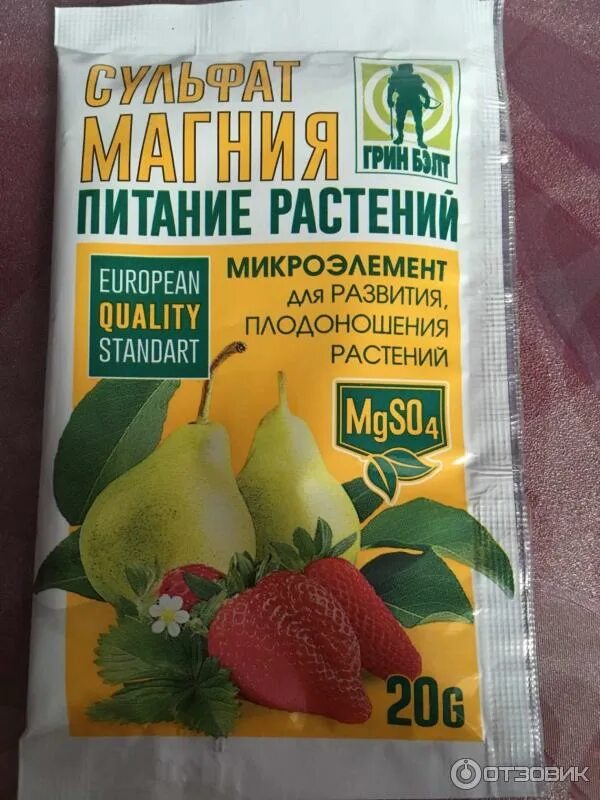 СУЛЬФАТ
МАГНИЯ
ПИТАНИЕ РАСТЕНИЙ
ГРИН БЭЛТ
EUROPEAN
QUALITY
STANDART
МИКРОЭЛЕМЕНТ
для РАЗВИТИЯ,
ПЛОДОНОШЕНИЯ
РАСТЕНИЙ
MgSO4
20G
ОТЗОВИК